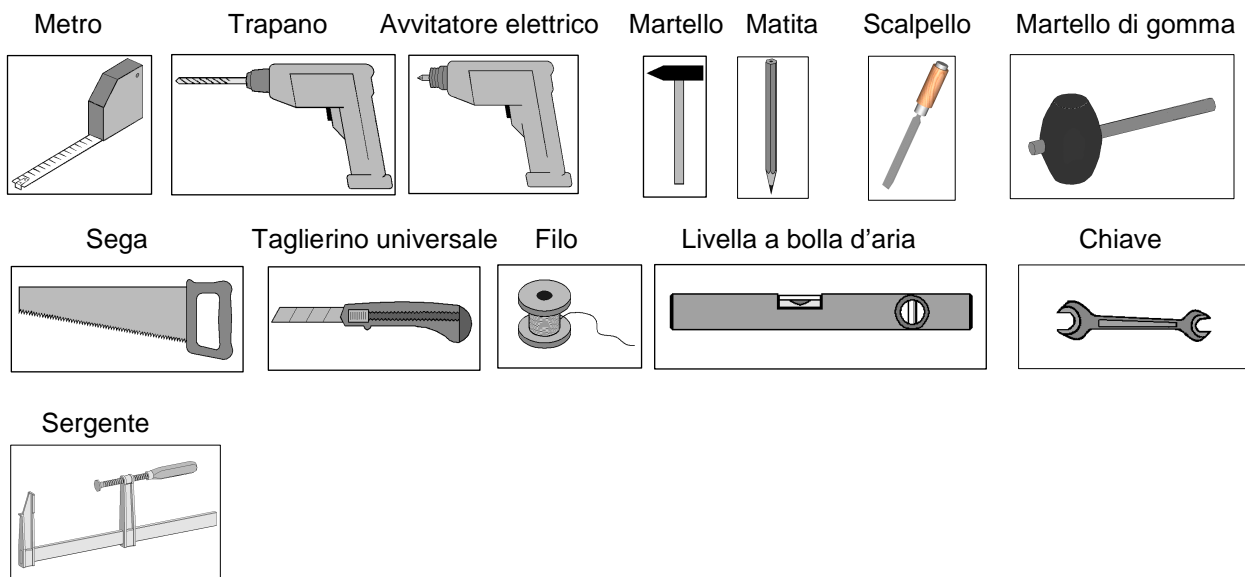 Metro Trapano Avvitatore elettrico Martello Matita Scalpello Martello di gomma
Sega Taglierino universale Filo Livella a bolla d’aria Chiave
Sergente